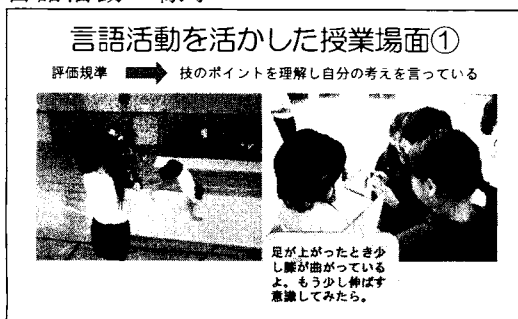 言語活動を活かした授業場面①
評価規準 技のポイントを理解し自分の考えを言っている
足が上がったとき少
し膝が曲がっている
よ。もう少し伸ばす
意識してみたら。